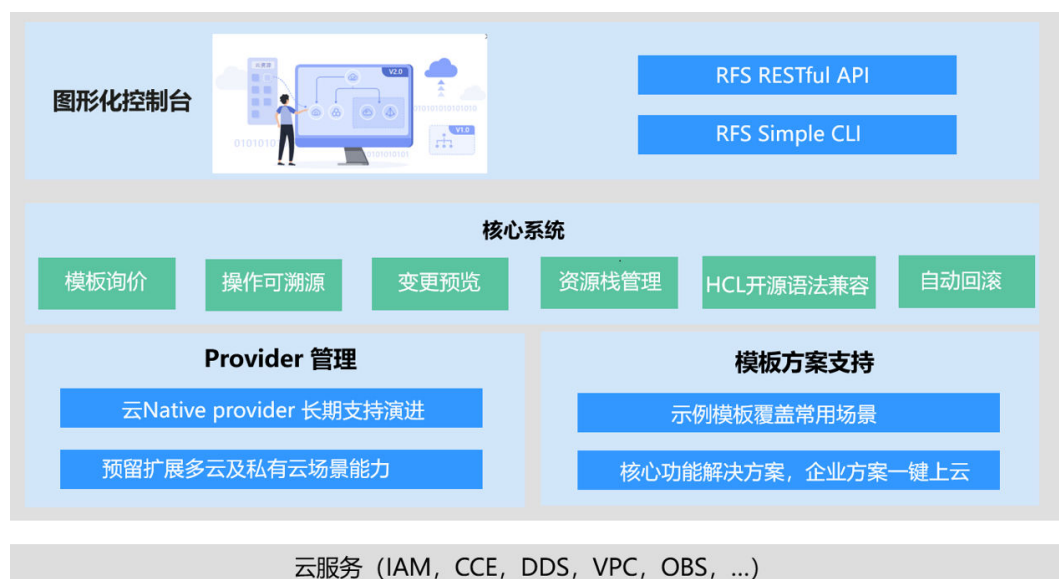 图形化控制台
V2.0
010101010101010
V1.0
010101010
RFS RESTful API
RFS Simple CLI
核心系统
模板询价
操作可溯源
变更预览
资源栈管理
HCL开源语法兼容
自动回滚
Provider 管理
云Native provider 长期支持演进
预留扩展多云及私有云场景能力
模板方案支持
示例模板覆盖常用场景
核心功能解决方案，企业方案一键上云
云服务（IAM，CCE，DDS，VPC，OBS，...）